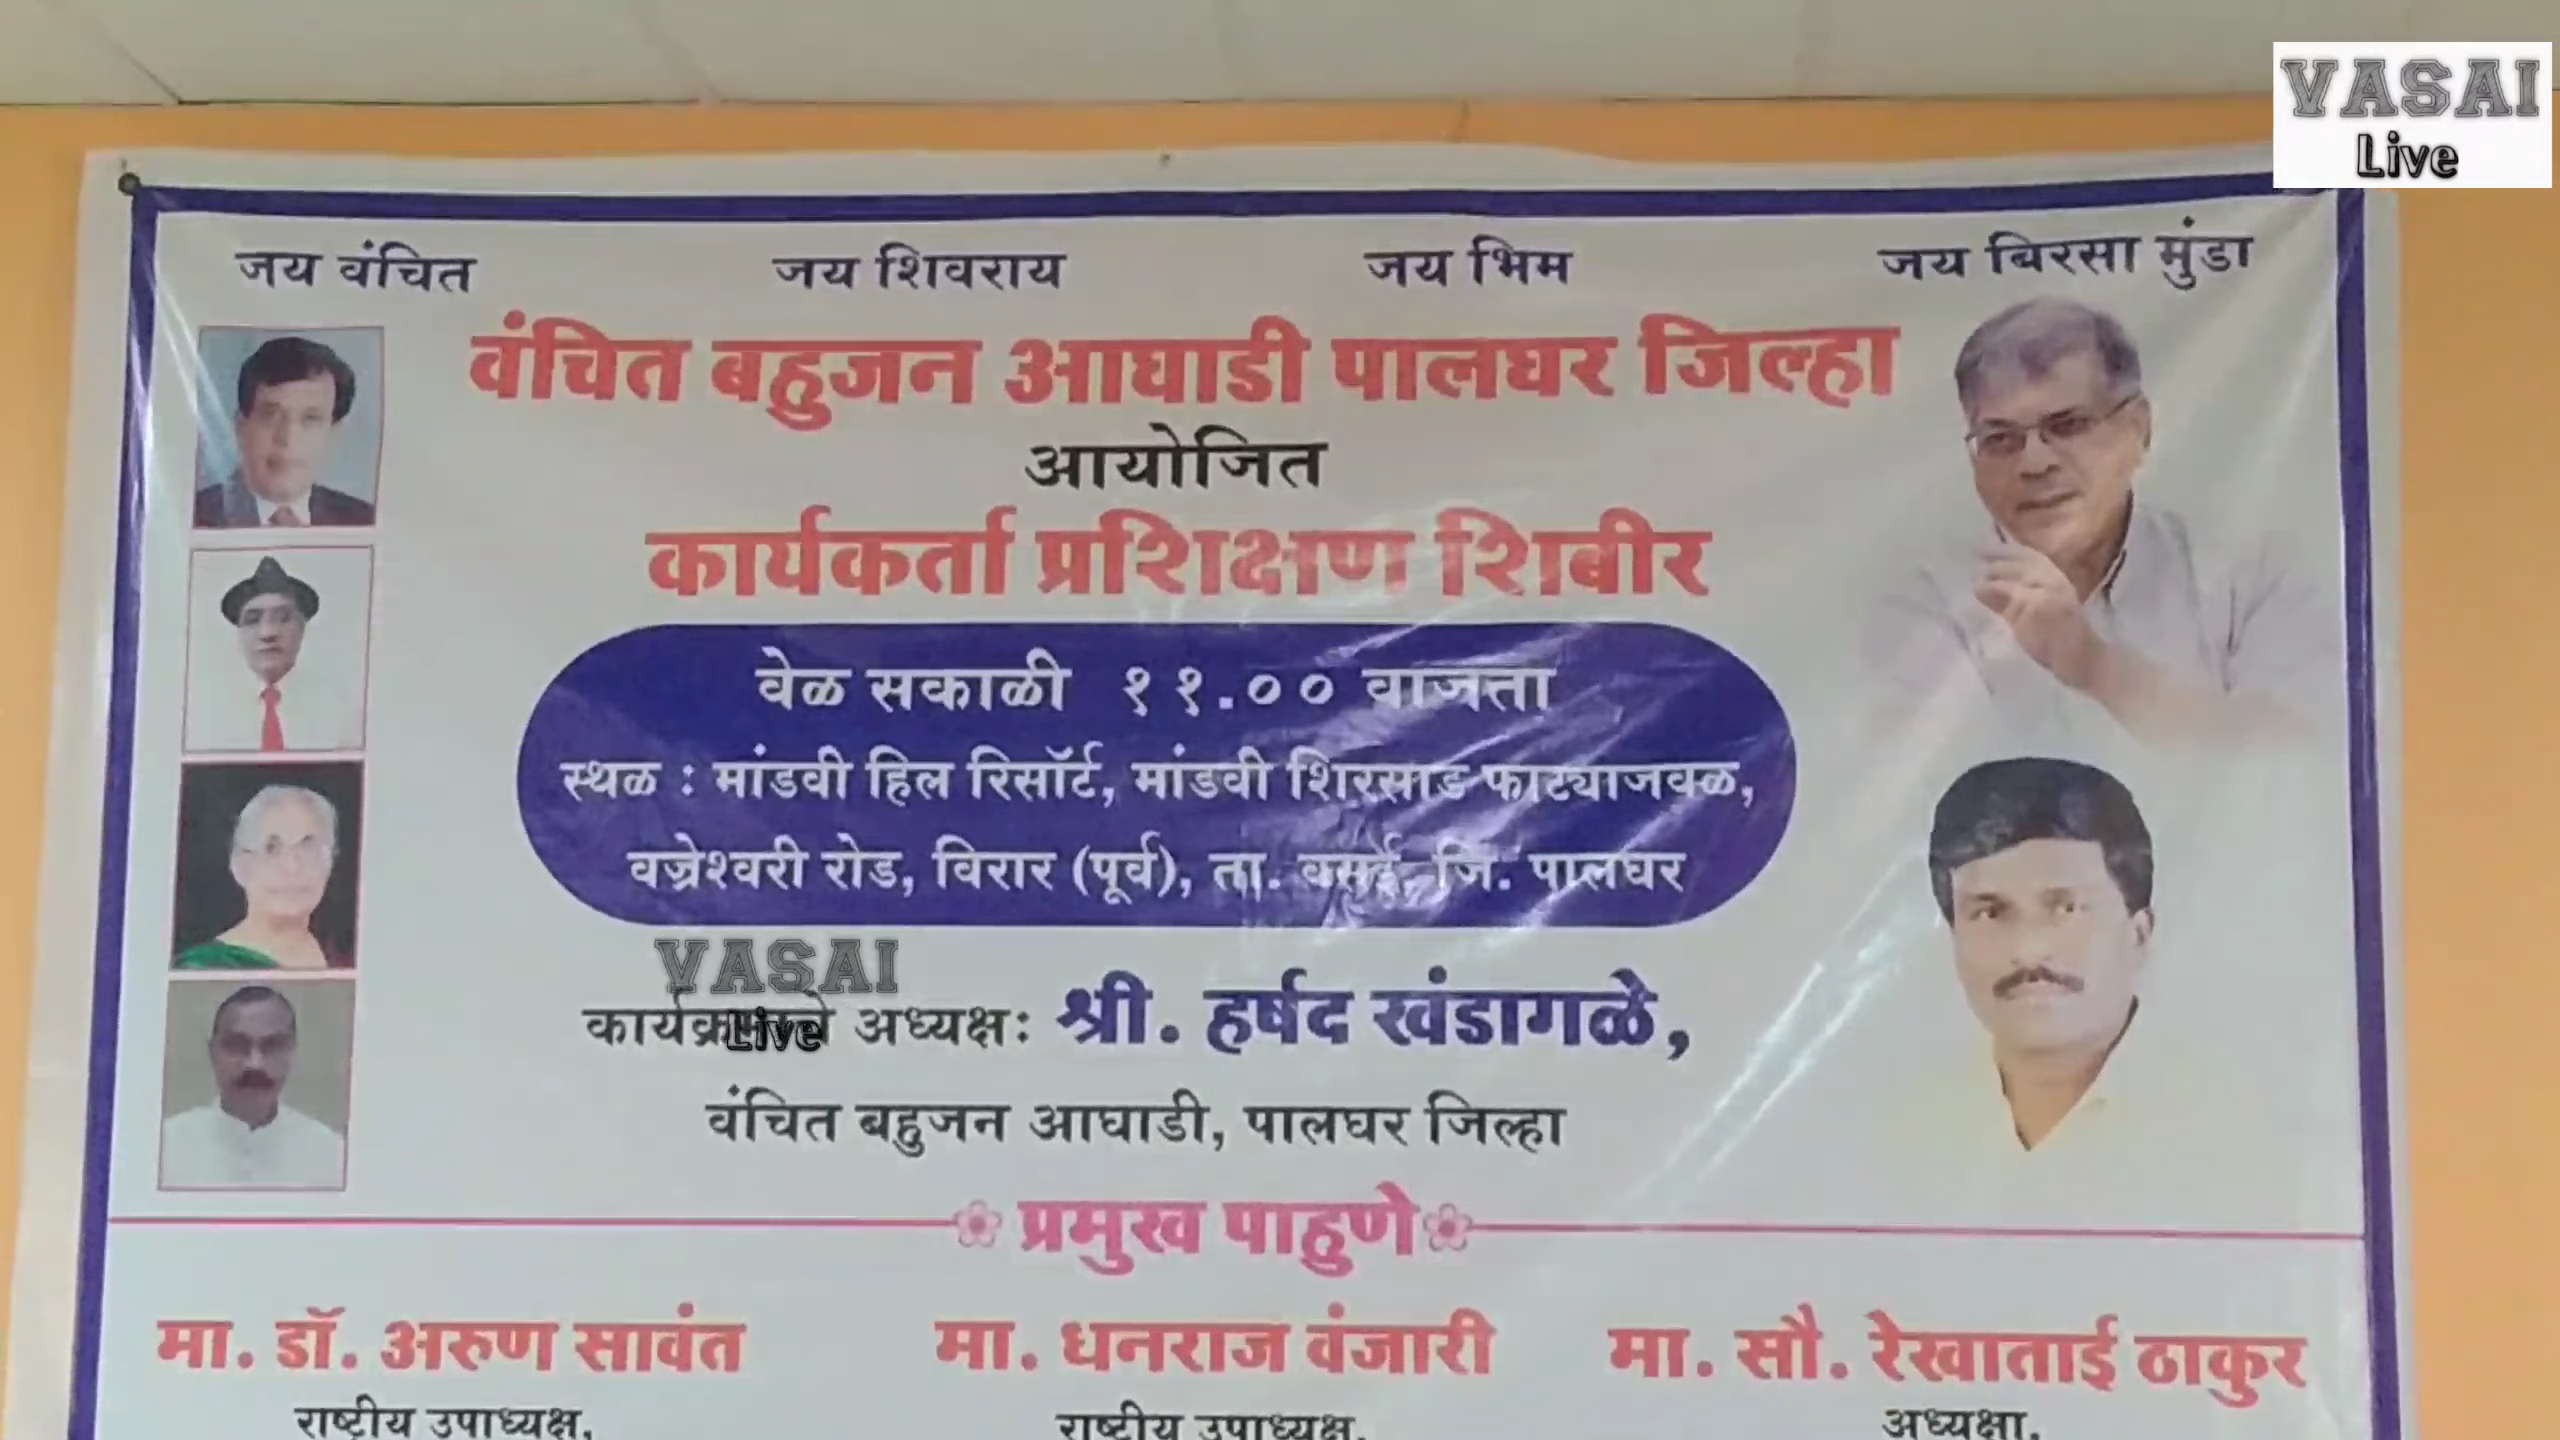 VASAI
Live
जय वंचित जय शिवराय जय भिम जय बिरसा मुंडा
वंचित बहुजन आघाडी पालघर जिल्हा
आयोजित
कार्यकर्ता प्रशिक्षण शिबीर
वेळ सकाळी ११.०० वाजता
स्थळ : मांडवी हिल रिसॉर्ट, मांडवी शिरसाड फाट्याजवळ,
वज्रेश्वरी रोड, विरार (पूर्व), ता. वसई, जि. पालघर
VASAI
Live
कार्यक्रमाचे अध्यक्षः श्री. हर्षद खंडागळे,
वंचित बहुजन आघाडी, पालघर जिल्हा
प्रमुख पाहुणे
मा. डॉ. अरुण सावंत मा. धनराज वंजारी मा. सौ. रेखाताई ठाकुर
राष्ट्रीय उपाध्यक्ष, राष्ट्रीय उपाध्यक्ष, अध्यक्षा,